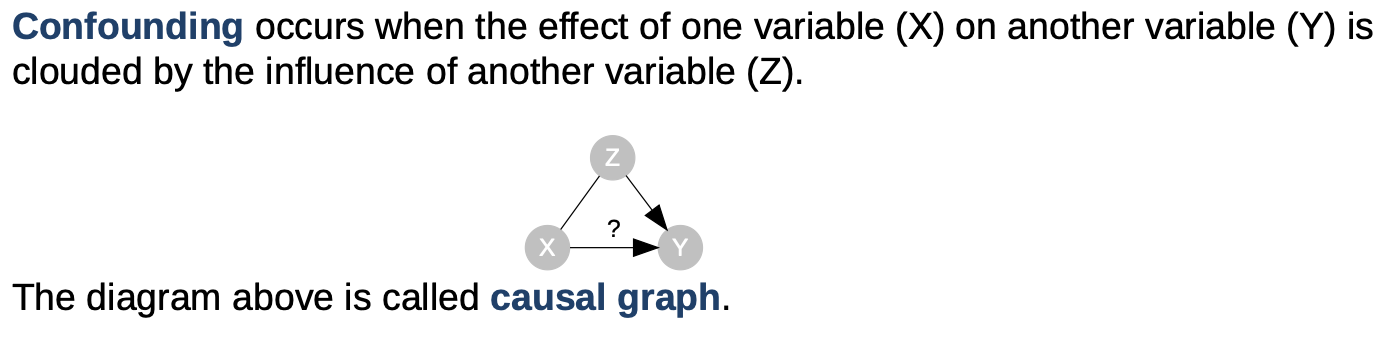 Confounding occurs when the effect of one variable (X) on another variable (Y) is
clouded by the influence of another variable (Z).
Z
?
X
Y
The diagram above is called causal graph.